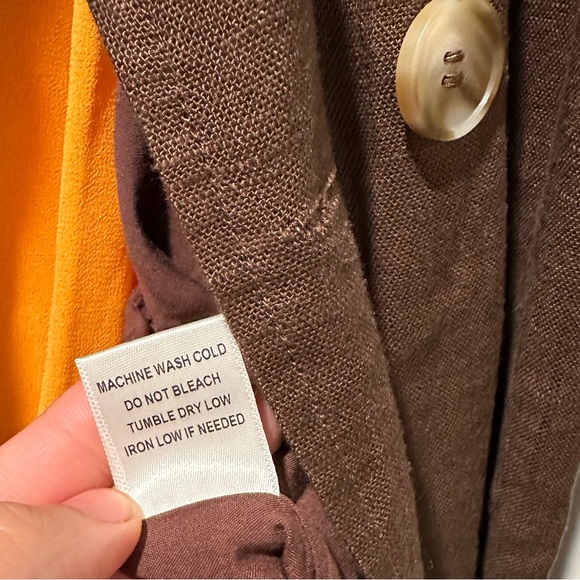 MACHINE WASH COLD
DO NOT BLEACH
TUMBLE DRY LOW
IRON LOW IF NEEDED